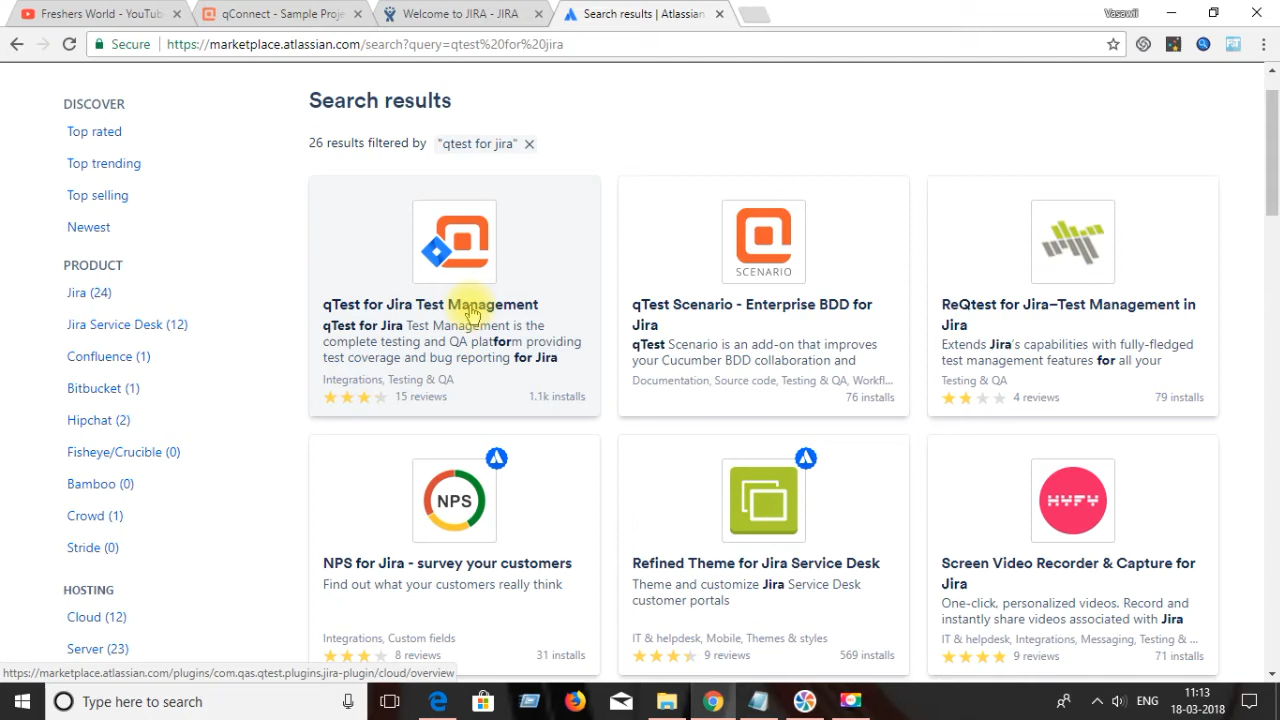 Freshers World - YouTub
qConnect - Sample Proje
Welcome to JIRA - JIRA
Search results | Atlassian
Vasawil
Secure
https://marketplace.atlassian.com/search?query=qtest%20for%20jira
DISCOVER
Top rated
Top trending
Top selling
Newest
PRODUCT
Jira (24)
Jira Service Desk (12)
Confluence (1)
Bitbucket (1)
Hipchat (2)
Fisheye/Crucible (0)
Bamboo (0)
Crowd (1)
Stride (0)
HOSTING
Cloud (12)
Server (23)
Search results
26 results filtered by "qtest for jira"
qTest for Jira Test Management
qTest for Jira Test Management is the
complete testing and QA platform providing
test coverage and bug reporting for Jira
Integrations, Testing & QA
15 reviews
1.1k installs
SCENARIO
qTest Scenario - Enterprise BDD for
Jira
qTest Scenario is an add-on that improves
your Cucumber BDD collaboration and
Documentation, Source code, Testing & QA, Workfl...
76 installs
ReQtest for Jira–Test Management in
Jira
Extends Jira's capabilities with fully-fledged
test management features for all your
Testing & QA
4 reviews
79 installs
NPS
NPS for Jira - survey your customers
Find out what your customers really think
Integrations, Custom fields
8 reviews
31 installs
Refined Theme for Jira Service Desk
Theme and customize Jira Service Desk
customer portals
IT & helpdesk, Mobile, Themes & styles
9 reviews
569 installs
HYFY
Screen Video Recorder & Capture for
Jira
One-click, personalized videos. Record and
instantly share videos associated with Jira
IT & helpdesk, Integrations, Messaging, Testing & ...
9 reviews
71 installs
https://marketplace.atlassian.com/plugins/com.qas.qtest.plugins.jira-plugin/cloud/overview
Type here to search
ENG
11:13
18-03-2018